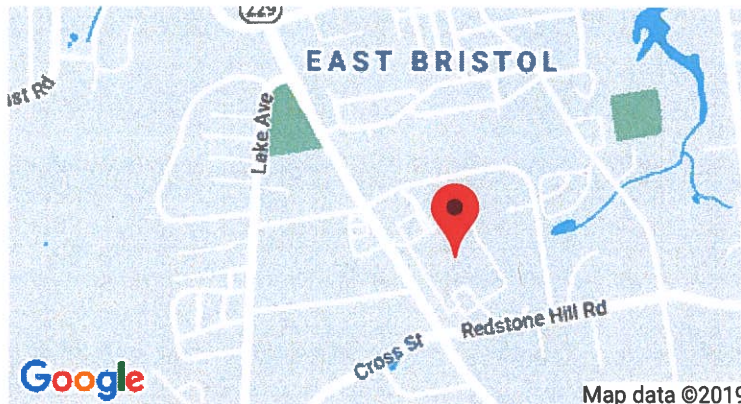 229
EAST BRISTOL
Lake Ave
Redstone Hill Rd
Cross St
Google
Map data ©2019